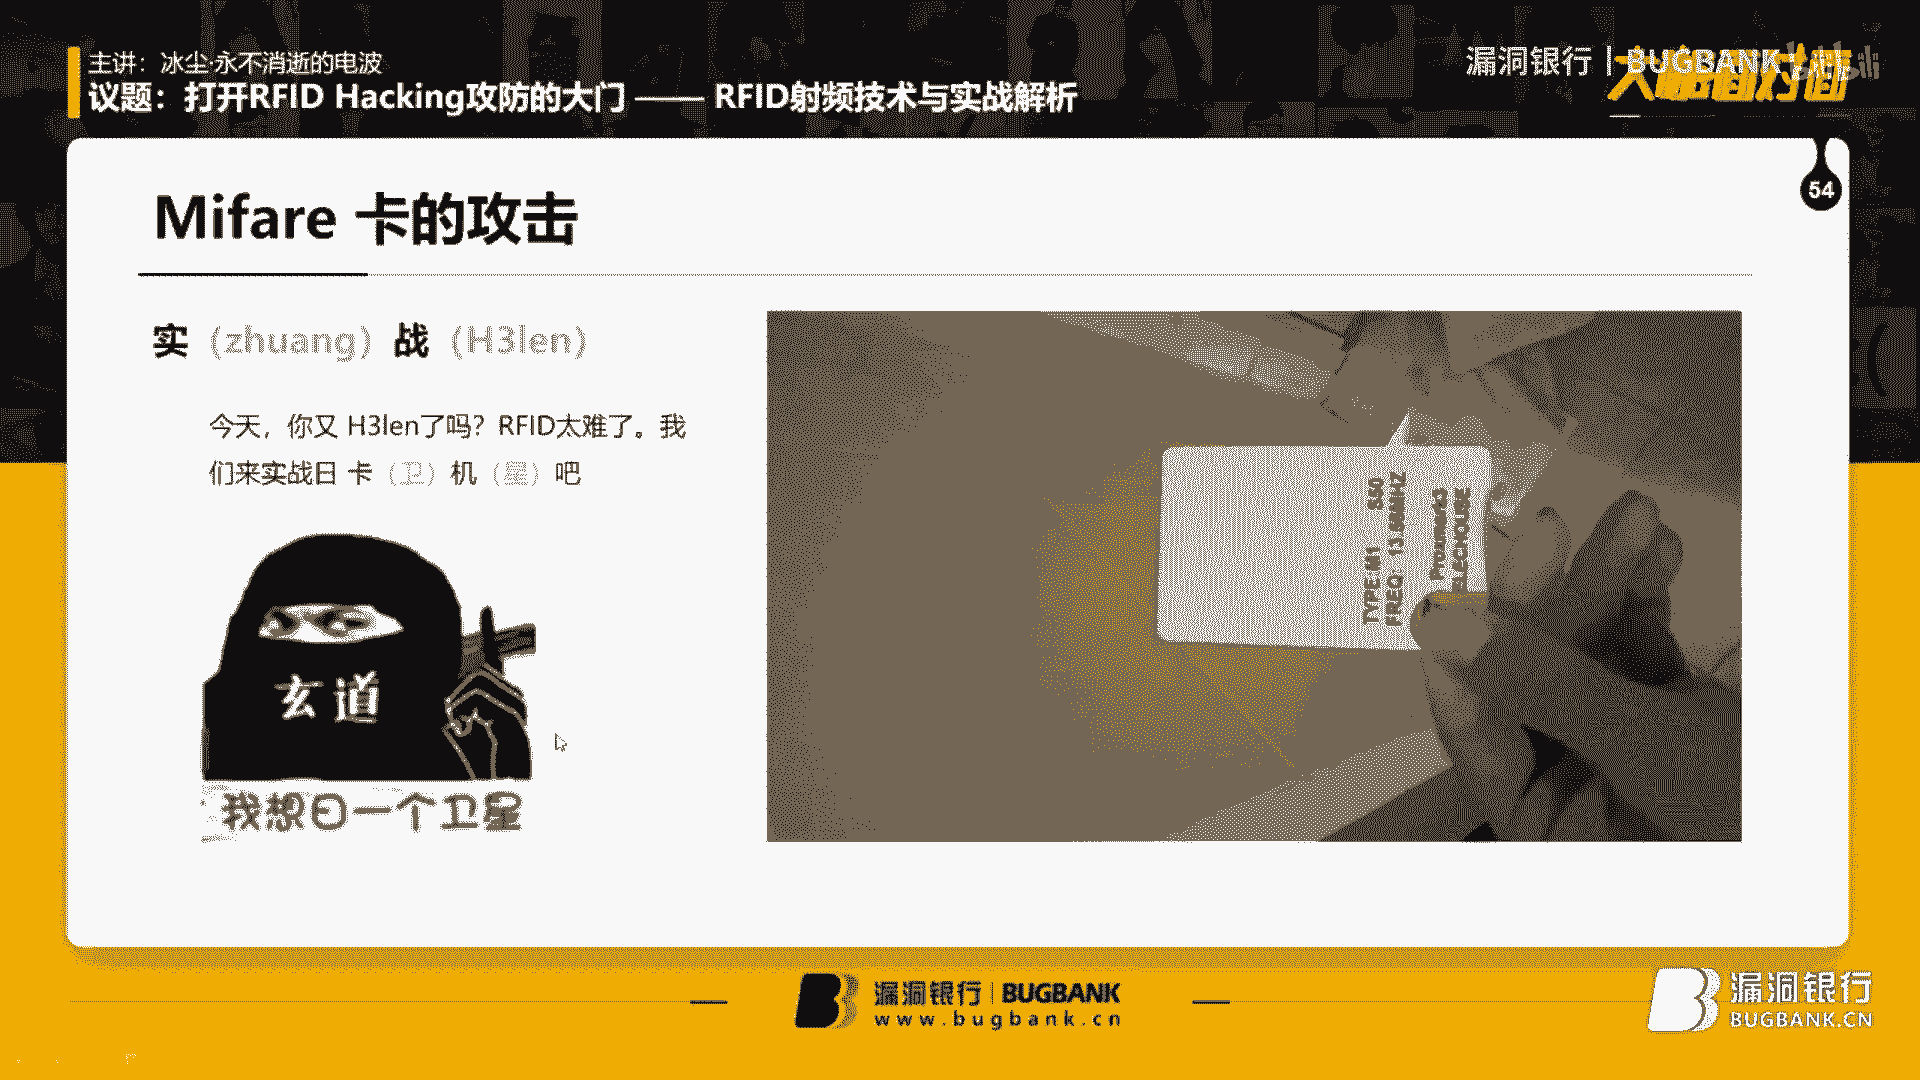 主讲：冰尘·永不消逝的电波
议题：打开RFID Hacking攻防的大门 —— RFID射频技术与实战解析
漏洞银行 | BUGBANK
大咖面对面
54
Mifare 卡的攻击
实（zhuang）战（H3len）
今天，你又 H3len了吗？RFID太难了。我
们来实战日 卡（卫）机（星）吧
玄道
我想日一个卫星
TYPE M1 S50
FREQ: 13.56MHZ
Proxmark3
ELECHOUSE
漏洞银行 | BUGBANK
www.bugbank.cn
漏洞银行
BUGBANK.CN